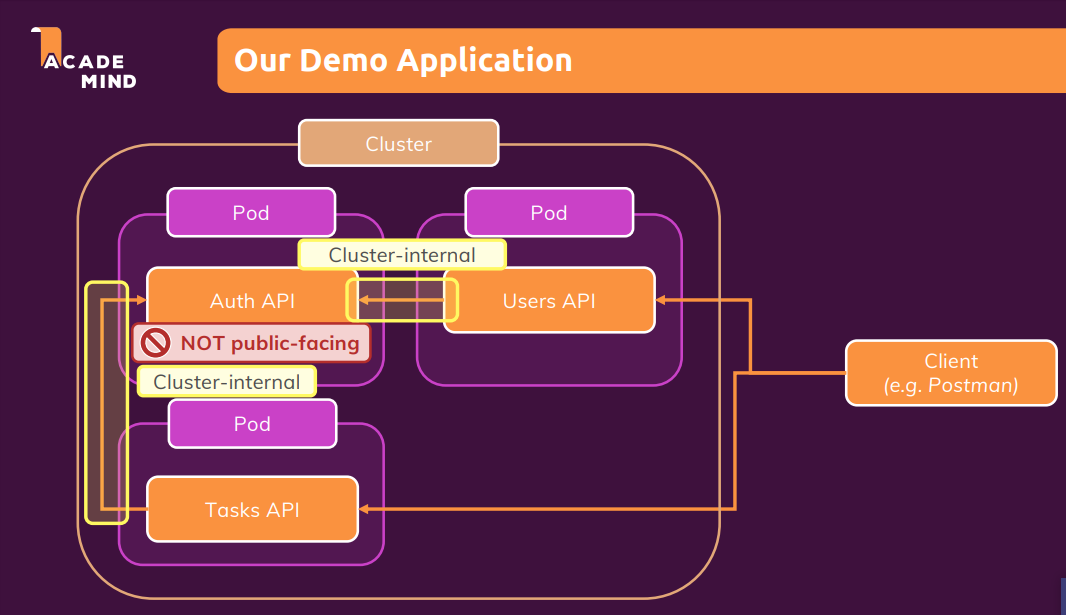 ACADE
MIND
Our Demo Application
Cluster
Pod
Pod
Cluster-internal
Auth API
Users API
NOT public-facing
Client
(e.g. Postman)
Cluster-internal
Pod
Tasks API